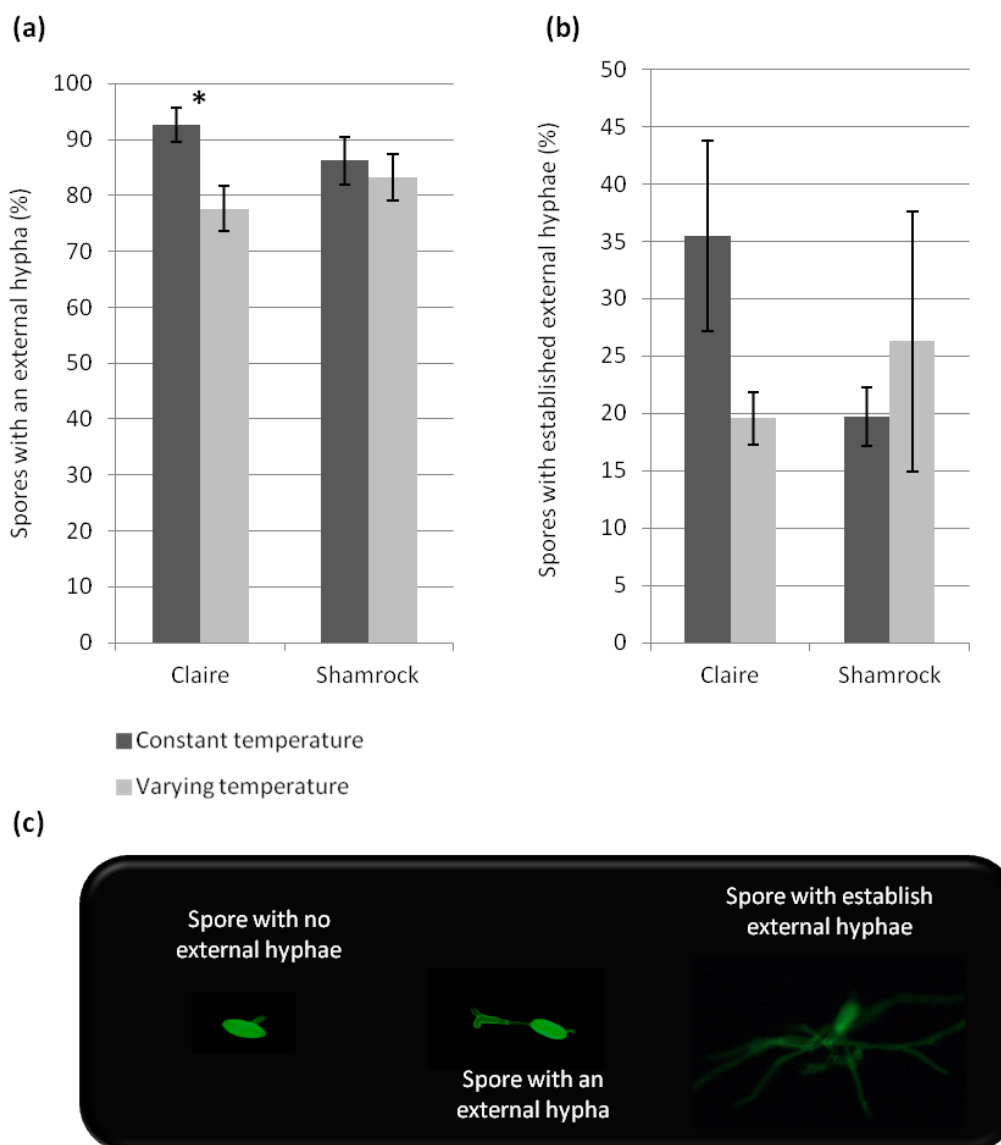 (a)
Spores with an external hypha (%)
100
90
80
70
60
50
40
30
20
10
0
*
Claire
Shamrock
(b)
Spores with established external hyphae (%)
50
45
40
35
30
25
20
15
10
5
0
Claire
Shamrock
Constant temperature
Varying temperature
(c)
Spore with no
external hyphae
Spore with an
external hypha
Spore with establish
external hyphae